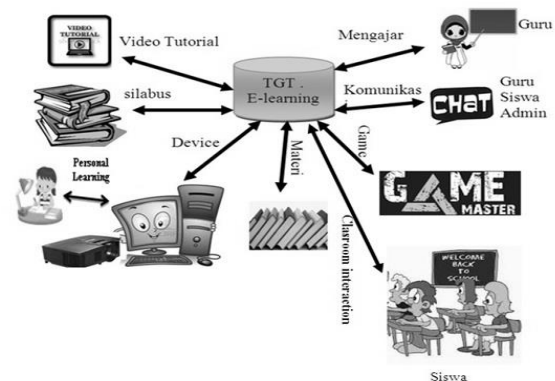 VIDEO
TUTORIAL
Video Tutorial
Mengajar
Guru
TGT .
E-learning
silabus
Komunikas
CHAT
Guru
Siswa
Admin
Device
Materi
Game
Personal
Learning
GAME
MASTER
Clasroom interaction
WELCOME
BACK
TO
SCHOOL
Siswa